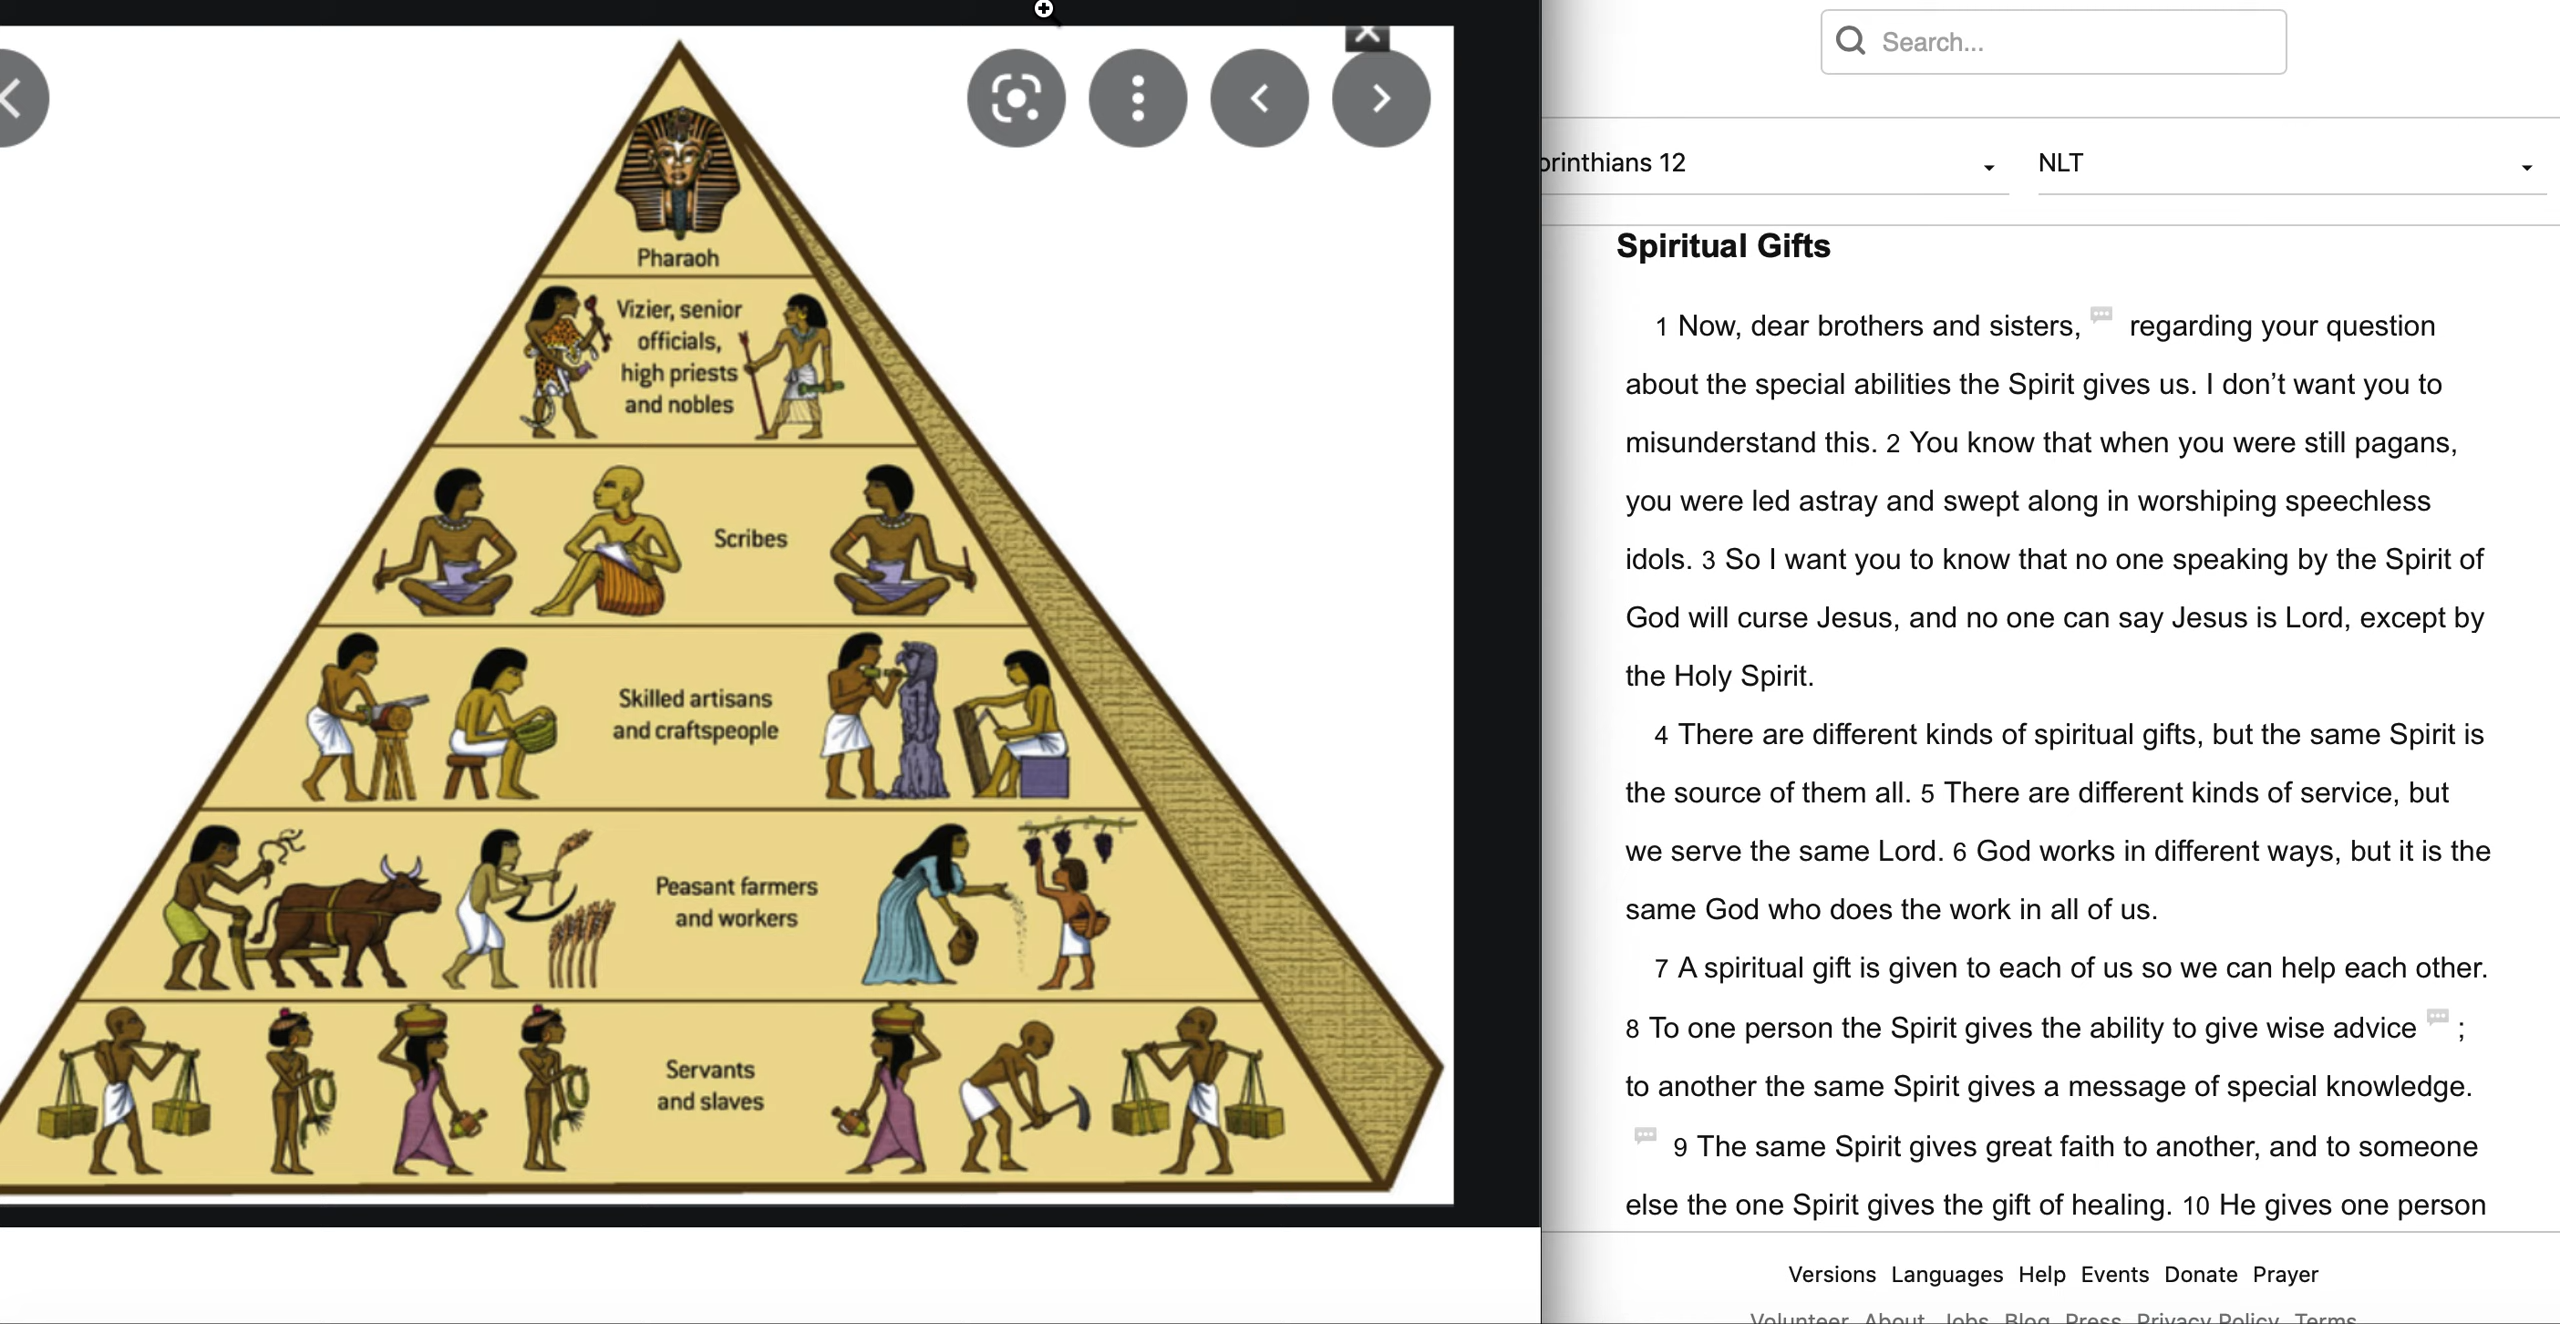 Pharaoh
Vizier, senior
officials,
high priests
and nobles
Scribes
Skilled artisans
and craftspeople
Peasant farmers
and workers
Servants
and slaves
Search...
orinthians 12
NLT
Spiritual Gifts
1 Now, dear brothers and sisters, regarding your question
about the special abilities the Spirit gives us. I don’t want you to
misunderstand this. 2 You know that when you were still pagans,
you were led astray and swept along in worshiping speechless
idols. 3 So I want you to know that no one speaking by the Spirit of
God will curse Jesus, and no one can say Jesus is Lord, except by
the Holy Spirit.
4 There are different kinds of spiritual gifts, but the same Spirit is
the source of them all. 5 There are different kinds of service, but
we serve the same Lord. 6 God works in different ways, but it is the
same God who does the work in all of us.
7 A spiritual gift is given to each of us so we can help each other.
8 To one person the Spirit gives the ability to give wise advice ;
to another the same Spirit gives a message of special knowledge.
9 The same Spirit gives great faith to another, and to someone
else the one Spirit gives the gift of healing. 10 He gives one person
Versions Languages Help Events Donate Prayer
Volunteer About Jobs Blog Press Privacy Policy Terms